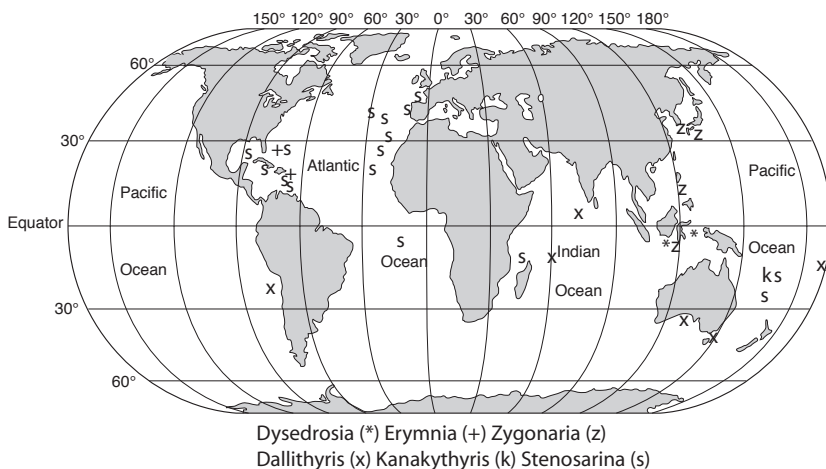 150° 120° 90° 60° 30° 0° 30° 60° 90° 120° 150° 180°
60°
s
s s s
z z
30°
s s
s +s
Atlantic
Pacific
s + s
s s
z
Pacific
x
Equator
s
* z *
Ocean
Ocean
s x Indian
Ocean
x
k s
x
Ocean
s
30°
x
x
60°
Dysedrosia (*) Erymnia (+) Zygonaria (z)
Dallithyris (x) Kanakythyris (k) Stenosarina (s)